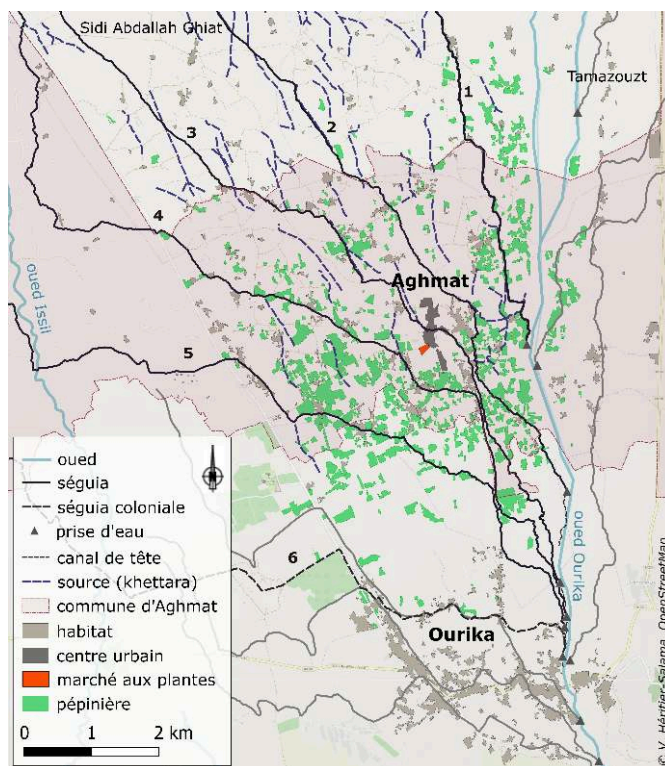 Sidi Abdallah Ghiat
Tamazouzt
1
2
3
4
Aghmat
oued Issil
5
oued
séguia
séguia coloniale
prise d'eau
canal de tête
source (khettara)
commune d'Aghmat
habitat
centre urbain
marché aux plantes
pépinière
0 1 2 km
6
Ourika
oued Ourika
© V. Héritier-Salama, OpenStreetMap